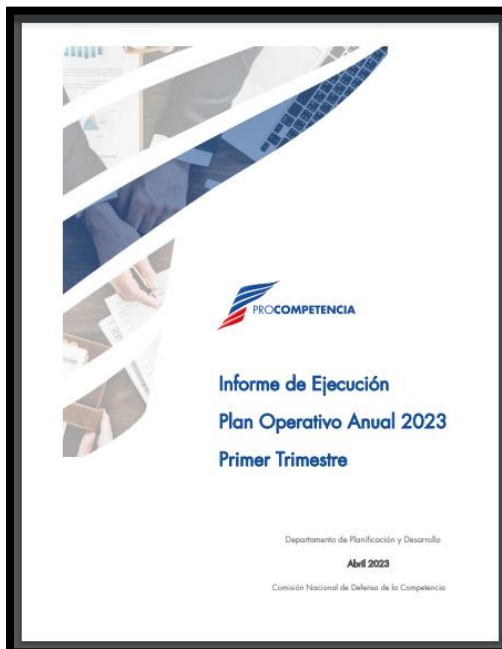 PROCOMPETENCIA
Informe de Ejecución
Plan Operativo Anual 2023
Primer Trimestre
Departamento de Planificación y Desarrollo
Abril 2023
Comisión Nacional de Defensa de la Competencia